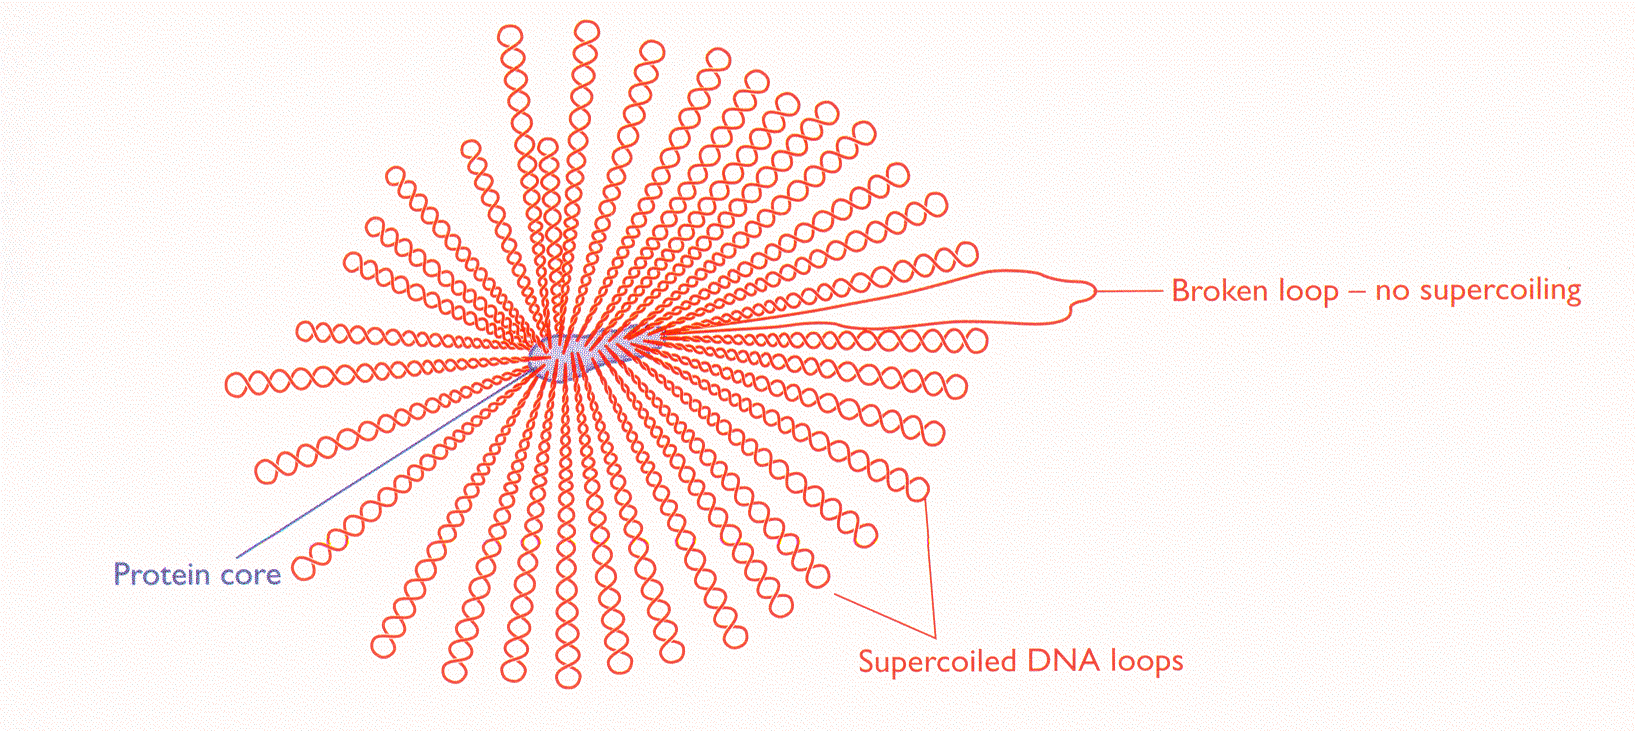 Broken loop – no supercoiling
Protein core
Supercoiled DNA loops